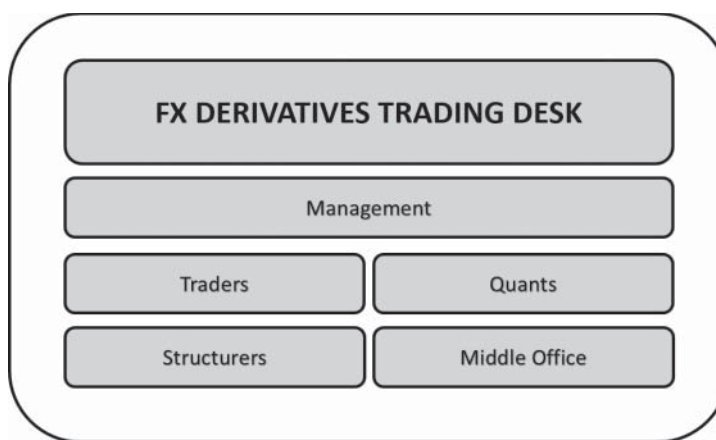 FX DERIVATIVES TRADING DESK
Management
Traders
Quants
Structurers
Middle Office